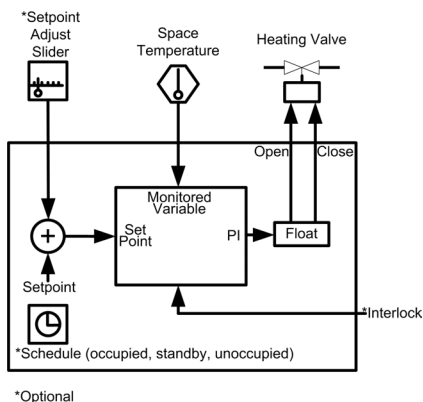 *Setpoint
Adjust
Slider
Space
Temperature
Heating Valve
Open
Close
Monitored
Variable
Set
Point
PI
Float
Setpoint
*Interlock
*Schedule (occupied, standby, unoccupied)
*Optional